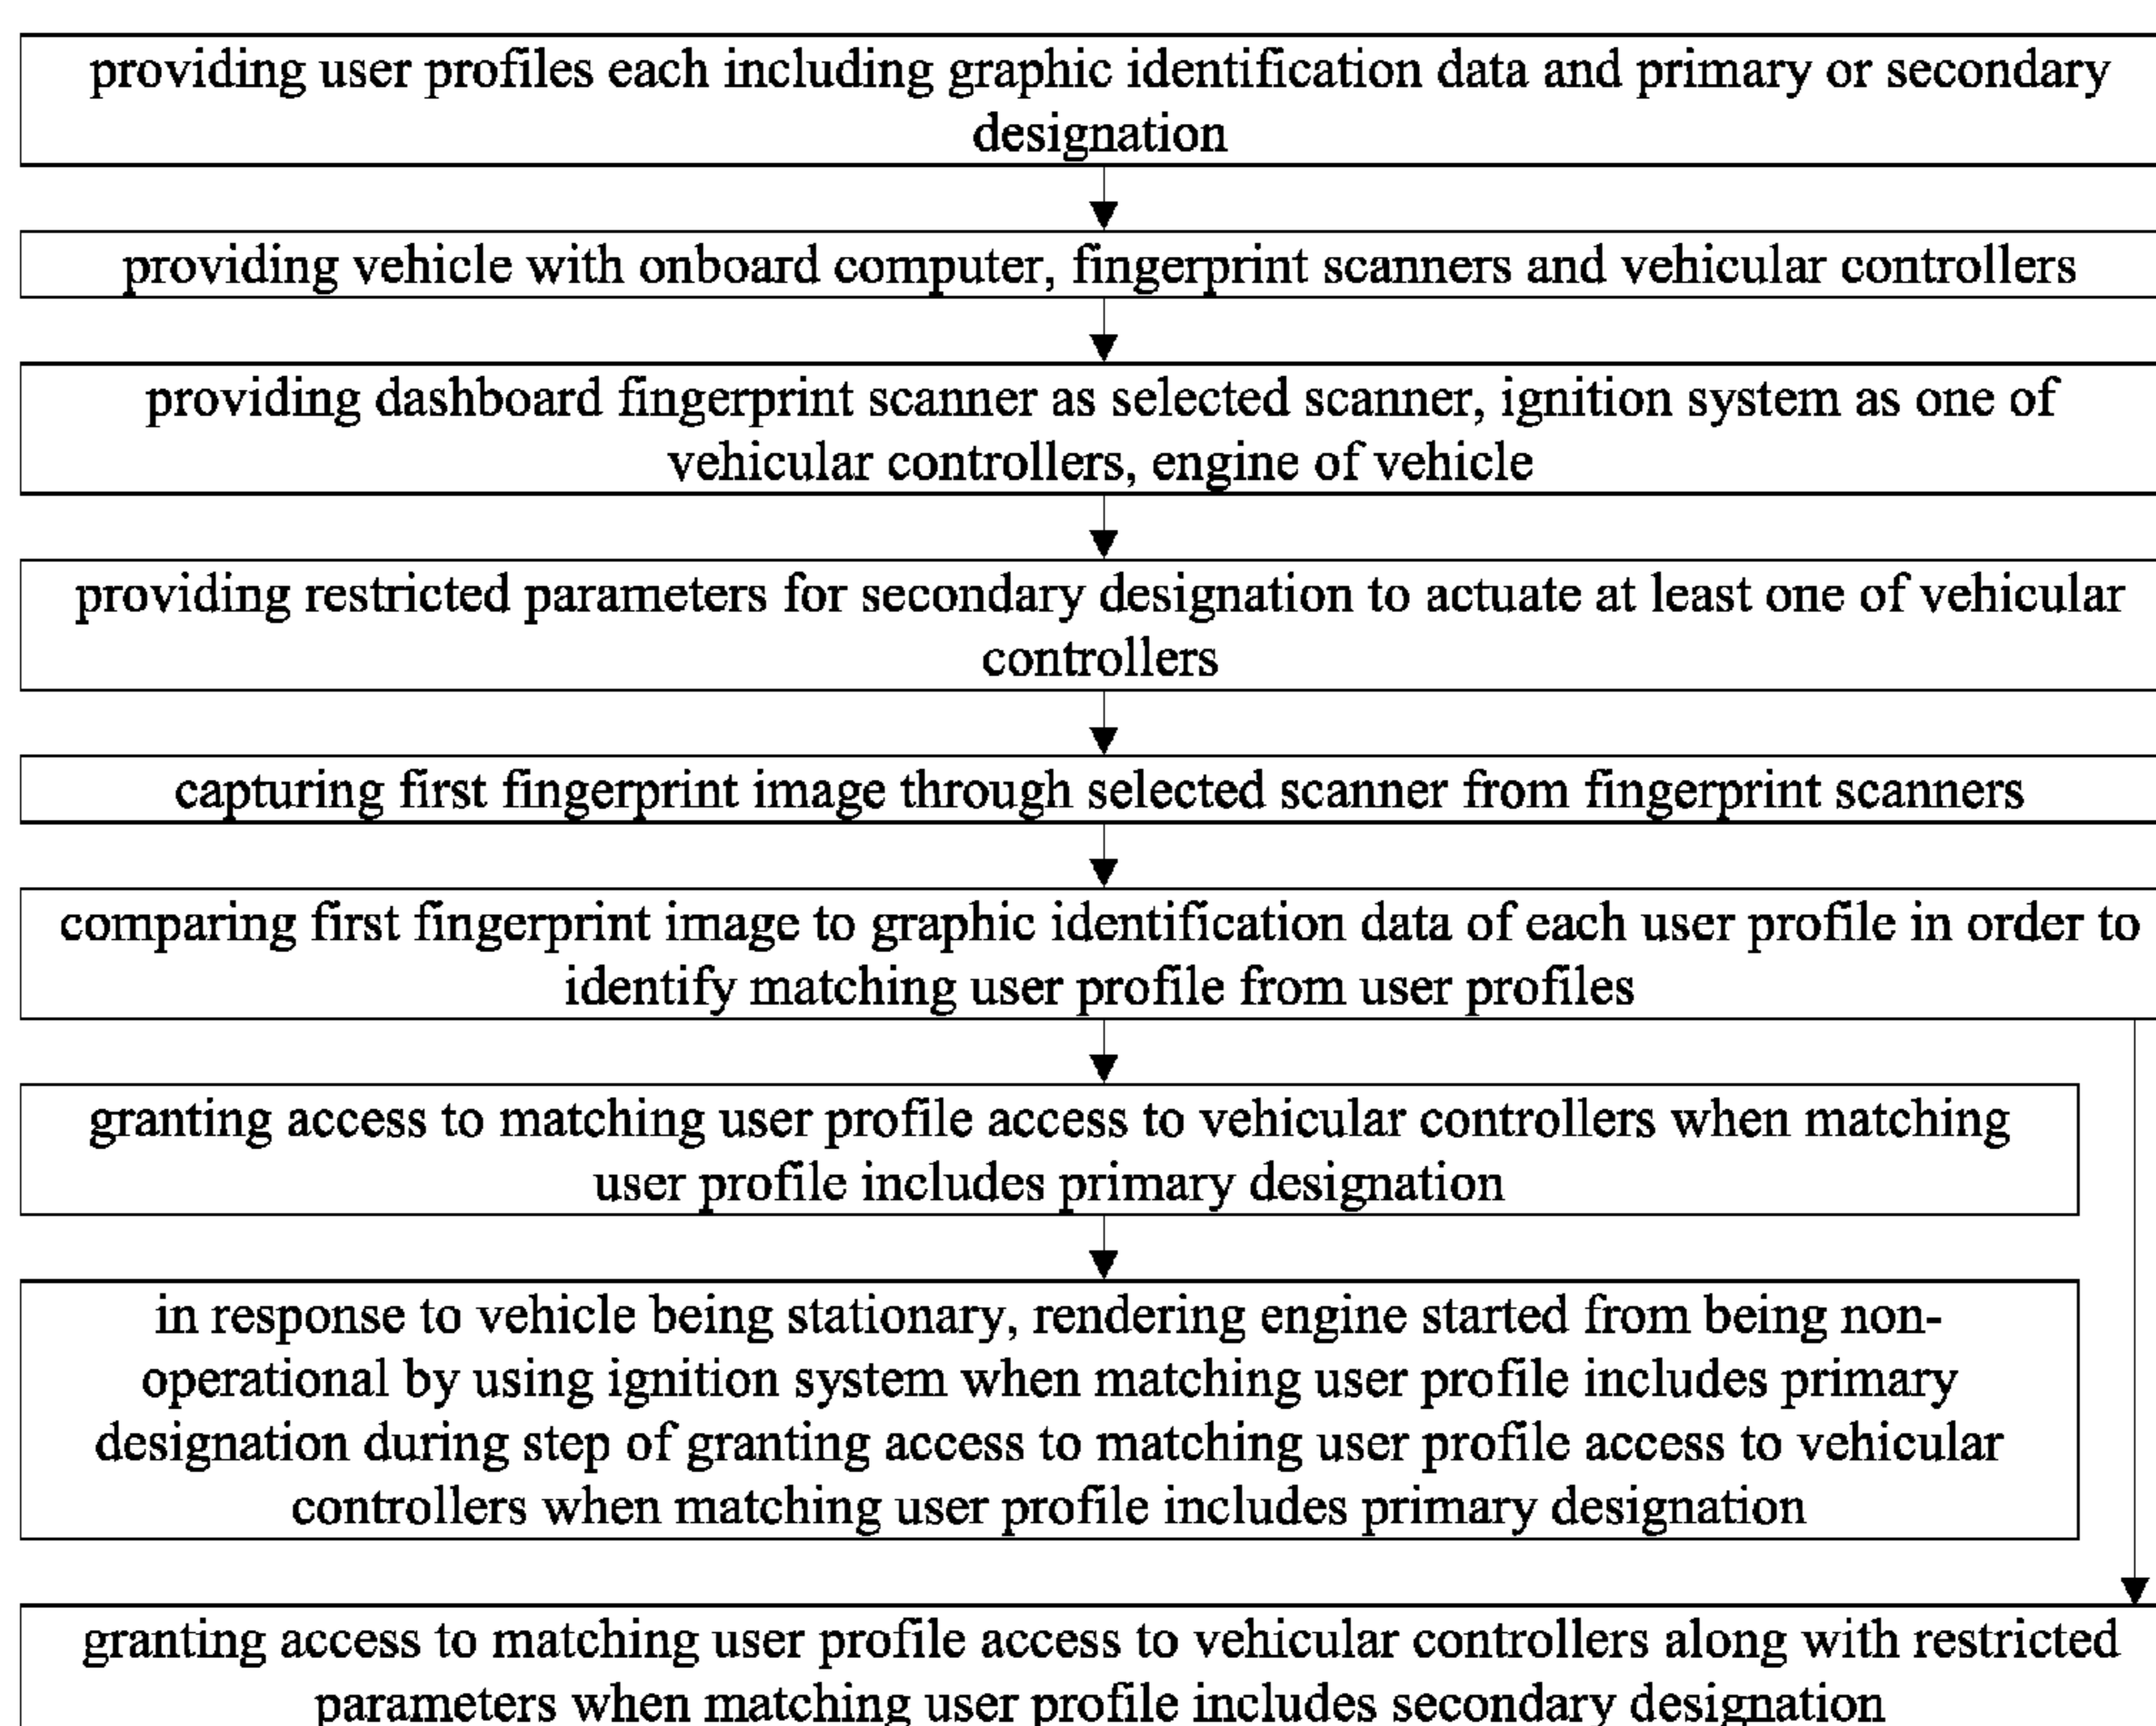 providing user profiles each including graphic identification data and primary or secondary
designation
providing vehicle with onboard computer, fingerprint scanners and vehicular controllers
providing dashboard fingerprint scanner as selected scanner, ignition system as one of
vehicular controllers, engine of vehicle
providing restricted parameters for secondary designation to actuate at least one of vehicular
controllers
capturing first fingerprint image through selected scanner from fingerprint scanners
comparing first fingerprint image to graphic identification data of each user profile in order to
identify matching user profile from user profiles
granting access to matching user profile access to vehicular controllers when matching
user profile includes primary designation
in response to vehicle being stationary, rendering engine started from being non-
operational by using ignition system when matching user profile includes primary
designation during step of granting access to matching user profile access to vehicular
controllers when matching user profile includes primary designation
granting access to matching user profile access to vehicular controllers along with restricted
parameters when matching user profile includes secondary designation